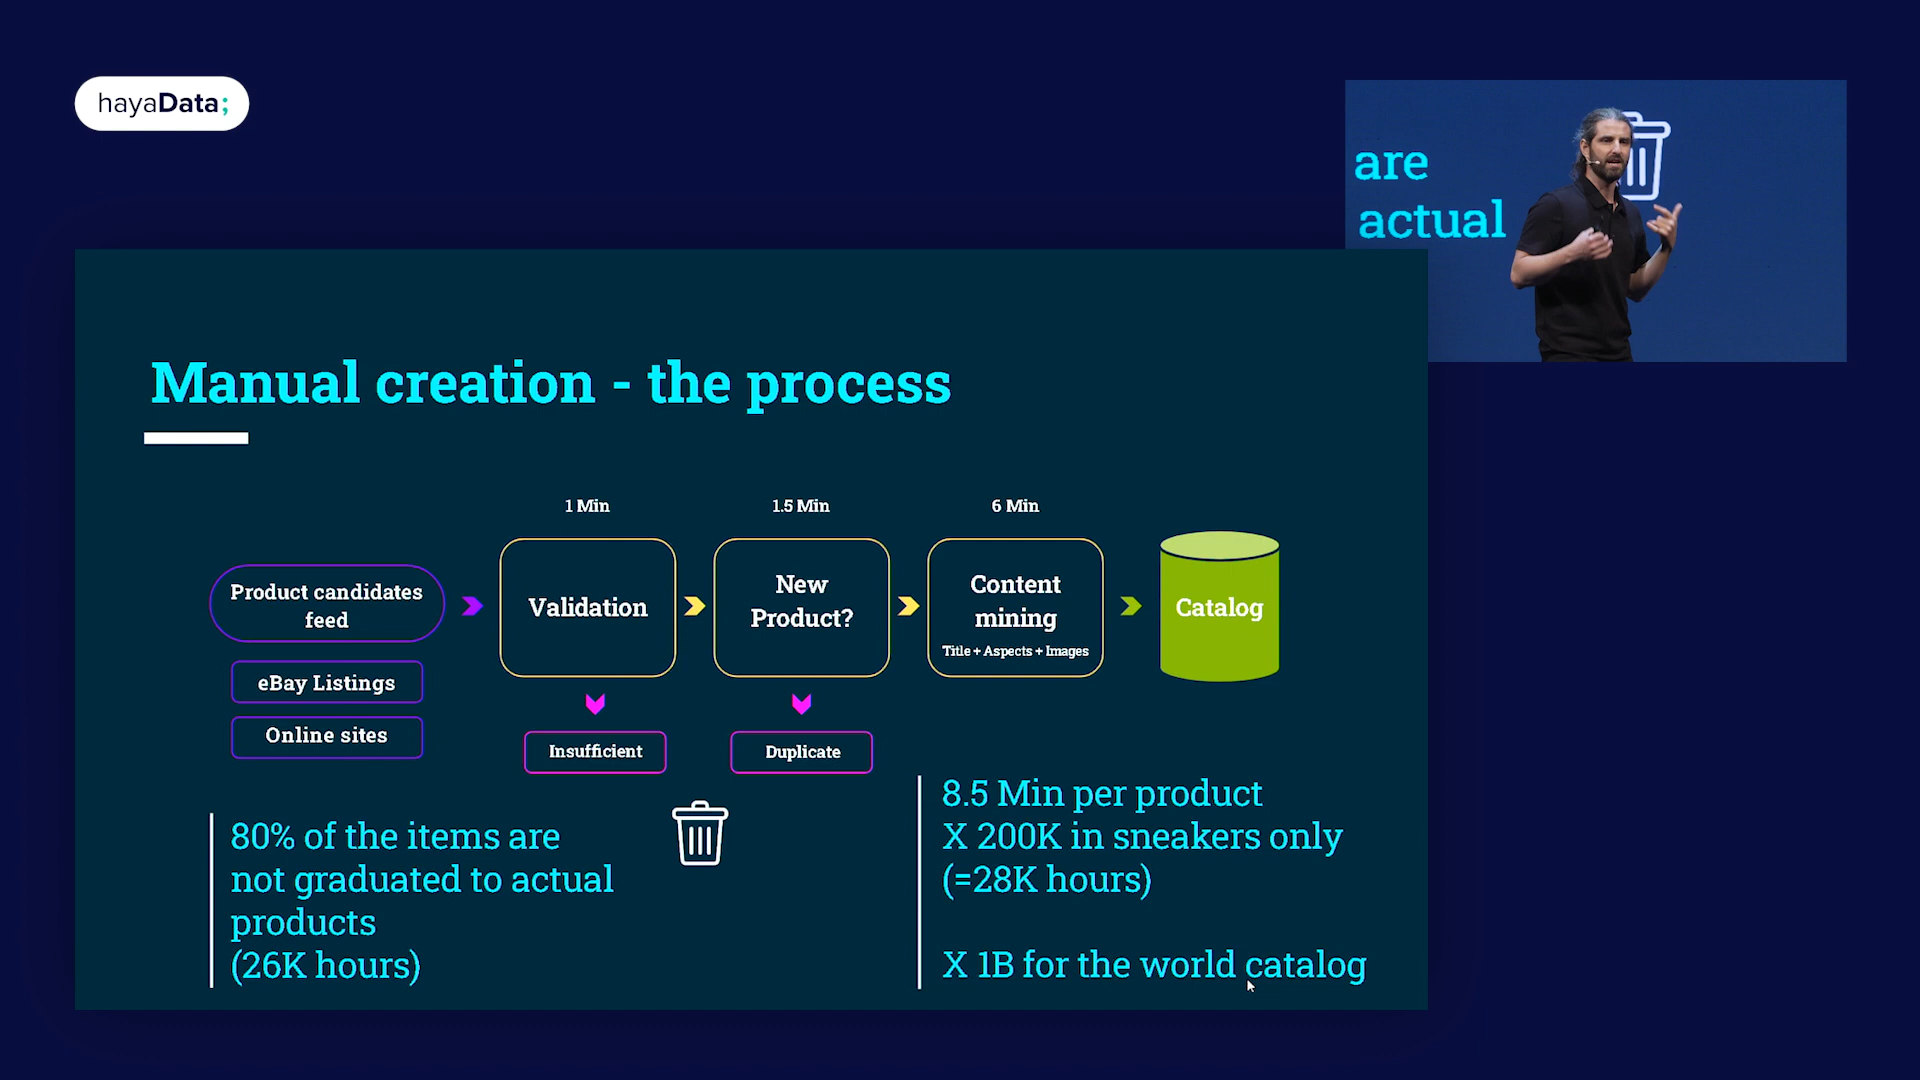 hayaData;
are
actual
Manual creation - the process
1 Min
1.5 Min
6 Min
Product candidates
feed
eBay Listings
Online sites
Validation
New
Product?
Content
mining
Title + Aspects + Images
Catalog
Insufficient
Duplicate
80% of the items are
not graduated to actual
products
(26K hours)
8.5 Min per product
X 200K in sneakers only
(=28K hours)
X 1B for the world catalog